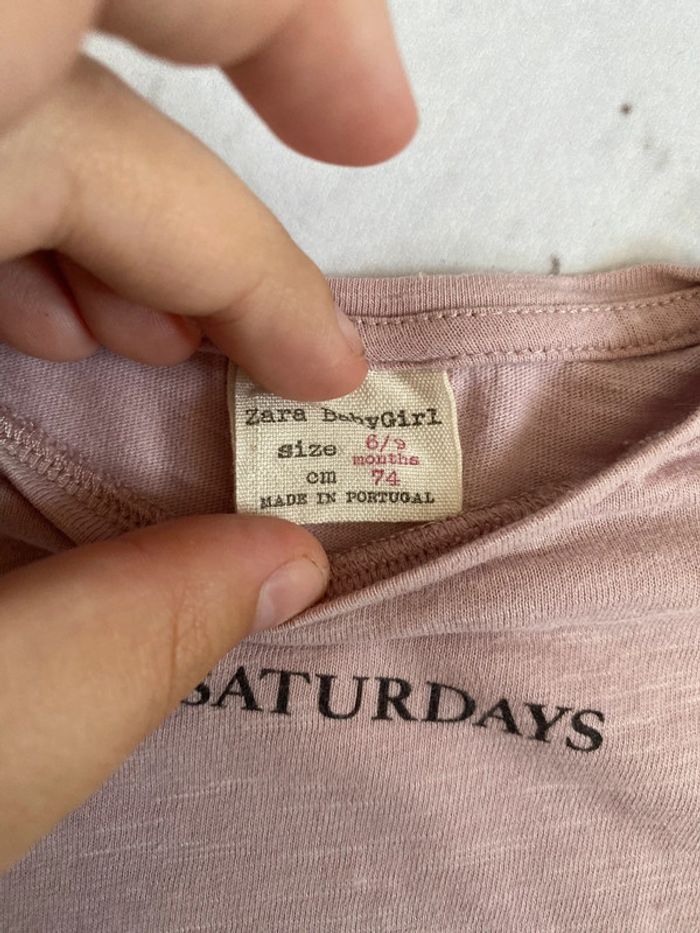 Zara BabyGirl
size 6/9
months
cm 74
MADE IN PORTUGAL
SATURDAYS